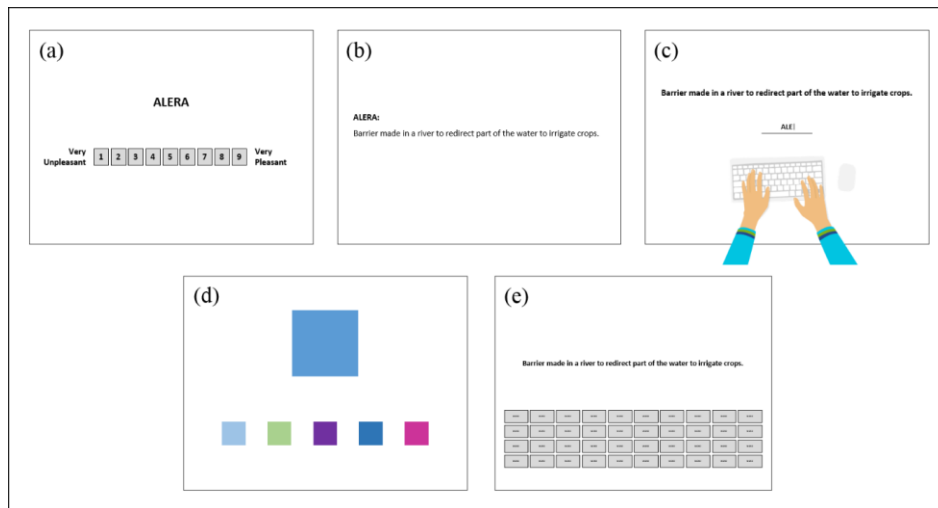 (a)
ALERA
Very Unpleasant 1 2 3 4 5 6 7 8 9 Very Pleasant
(b)
ALERA:
Barrier made in a river to redirect part of the water to irrigate crops.
(c)
Barrier made in a river to redirect part of the water to irrigate crops.
ALE|
(d)
(e)
Barrier made in a river to redirect part of the water to irrigate crops.